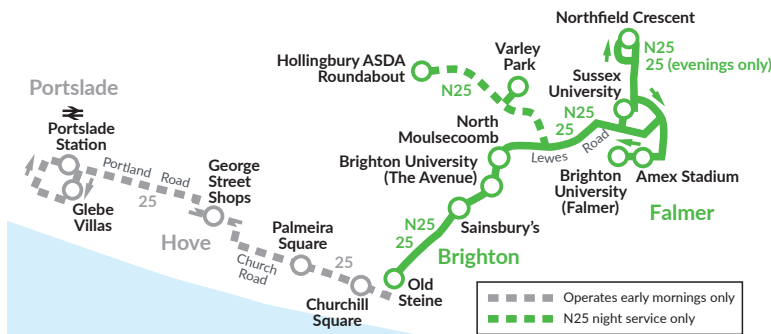 Northfield Crescent
N25
25 (evenings only)
Hollingbury ASDA
Roundabout
Varley
Park
N25
Sussex
University
N25
25
Portslade
Portslade
Station
North
Moulsecoomb
Lewes Road
Brighton University
(The Avenue)
Portland Road
25
George
Street
Shops
Glebe
Villas
Brighton
University
(Falmer)
Amex Stadium
Falmer
Palmeira
Square
N25
25
Sainsbury's
Hove
Brighton
Church
Road
25
Old
Steine
Churchill
Square
Operates early mornings only
N25 night service only